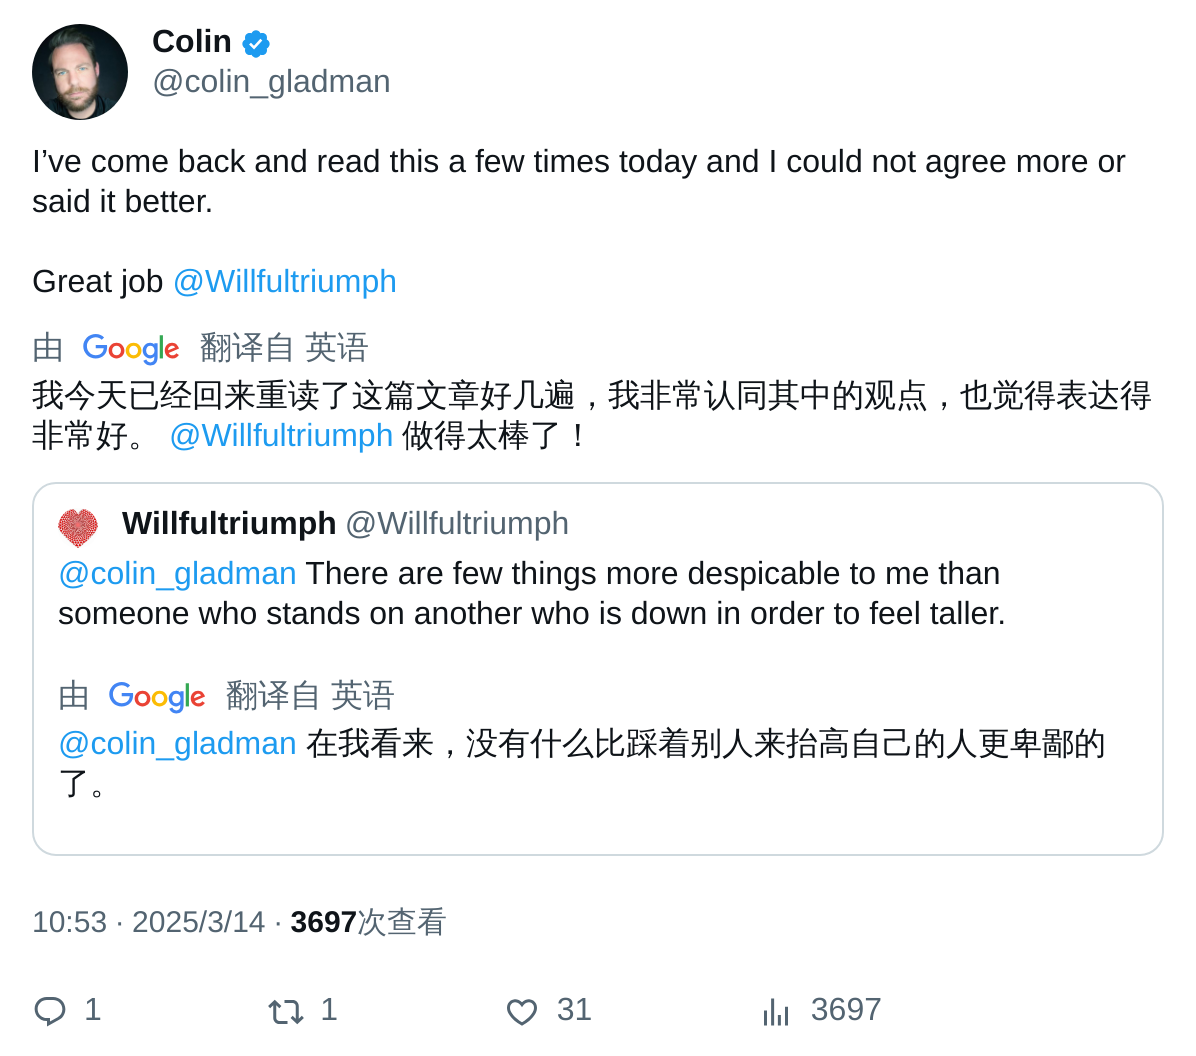 Colin
@colin_gladman
I’ve come back and read this a few times today and I could not agree more or
said it better.
Great job @Willfultriumph
由 Google 翻译自 英语
我今天已经回来重读了这篇文章好几遍，我非常认同其中的观点，也觉得表达得
非常好。 @Willfultriumph 做得太棒了！
Willfultriumph @Willfultriumph
@colin_gladman There are few things more despicable to me than
someone who stands on another who is down in order to feel taller.
由 Google 翻译自 英语
@colin_gladman 在我看来，没有什么比踩着别人来抬高自己的人更卑鄙的
了。
10:53 · 2025/3/14 · 3697次查看
1 1 31 3697